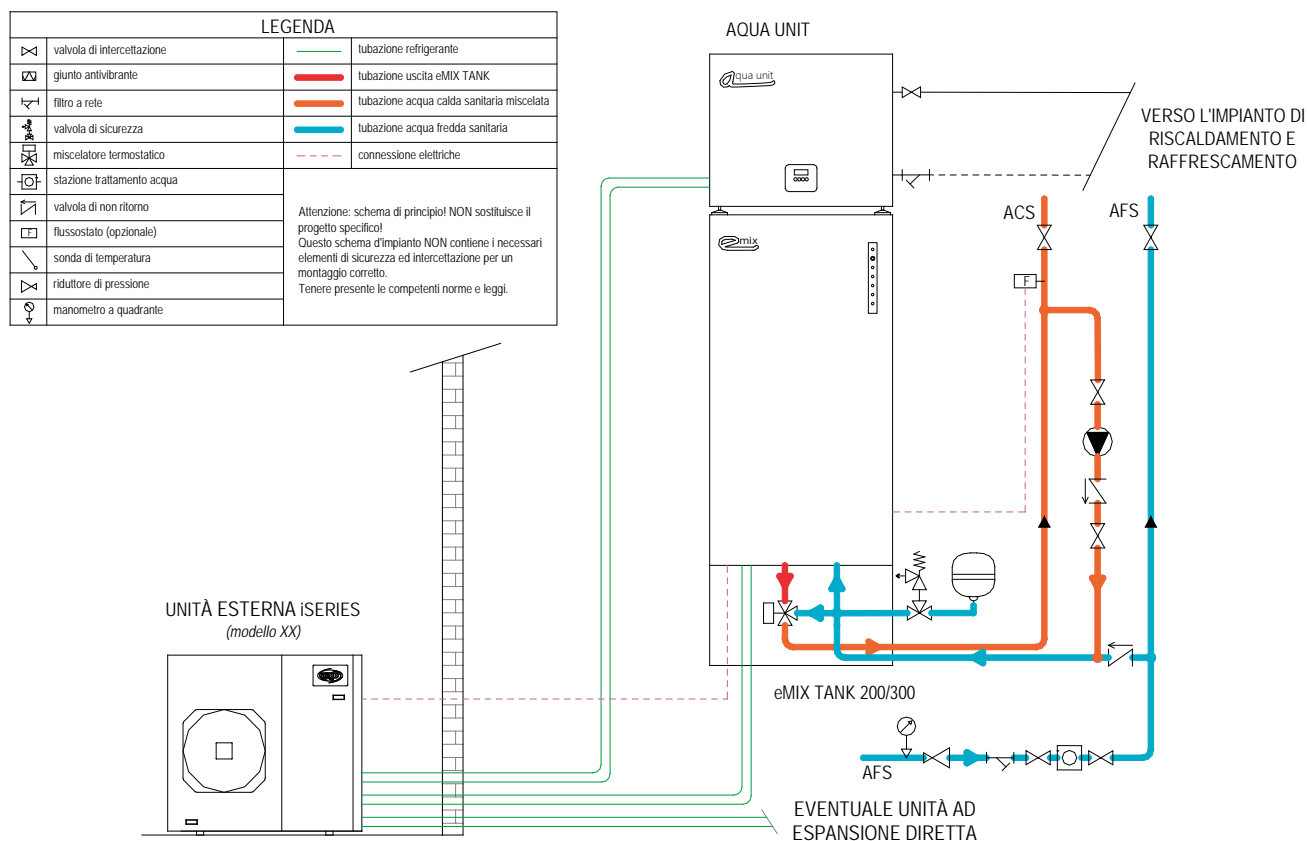 LEGENDA
valvola di intercettazione
tubazione refrigerante
giunto antivibrante
tubazione uscita eMIX TANK
filtro a rete
tubazione acqua calda sanitaria miscelata
valvola di sicurezza
tubazione acqua fredda sanitaria
miscelatore termostatico
connessione elettriche
stazione trattamento acqua
valvola di non ritorno
F
flussostato (opzionale)
sonda di temperatura
riduttore di pressione
manometro a quadrante
Attenzione: schema di principio! NON sostituisce il
progetto specifico!
Questo schema d'impianto NON contiene i necessari
elementi di sicurezza ed intercettazione per un
montaggio corretto.
Tenere presente le competenti norme e leggi.
AQUA UNIT
aqua unit
VERSO L'IMPIANTO DI
RISCALDAMENTO E
RAFFRESCAMENTO
ACS
AFS
emix
F
UNITÀ ESTERNA iSERIES
(modello XX)
eMIX TANK 200/300
AFS
EVENTUALE UNITÀ AD
ESPANSIONE DIRETTA